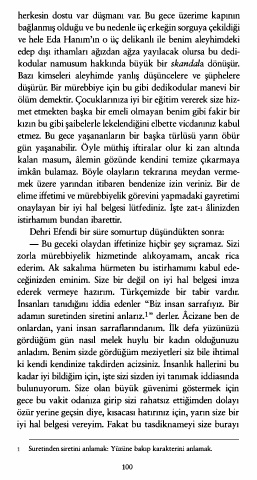 herkesin dostu var düşmanı var. Bu gece üzerime kapının
bağlanmış olduğu ve bu nedenle üç erkeğin sorguya çekildiği
ve hele Eda Hanım'ın o üç delikanlı ile benim aleyhimdeki
edep dışı ithamları ağızdan ağza yayılacak olursa bu dedi-
kodular namusum hakkında büyük bir skandala dönüşür.
Bazı kimseleri aleyhimde yanlış düşüncelere ve şüphelere
düşürür. Bir mürebbiye için bu gibi dedikodular manevi bir
ölüm demektir. Çocuklarınıza iyi bir eğitim vererek size hiz-
met etmekten başka bir emeli olmayan benim gibi fakir bir
kızın bu gibi şaibelerle lekelendiğini elbette vicdanınız kabul
etmez. Bu gece yaşananların bir başka türlüsü yarın öbür
gün yaşanabilir. Öyle müthiş iftiralar olur ki zan altında
kalan masum, âlemin gözünde kendini temize çıkarmaya
imkân bulamaz. Böyle olayların tekrarına meydan verme-
mek üzere yarından itibaren bendenize izin veriniz. Bir de
elime iffetimi ve mürebbiyelik görevini yapmadaki gayretimi
onaylayan bir iyi hal belgesi lütfediniz. İşte zat-ı âlinizden
istirhamım bundan ibarettir.
Dehri Efendi bir süre somurtup düşündükten sonra:
— Bu geceki olaydan iffetinize hiçbir şey sıçramaz. Sizi
zorla mürebbiyelik hizmetinde alıkoyamam, ancak rica
ederim. Ak sakalıma hürmeten bu istirhamımı kabul ede-
ceğinizden eminim. Size bir değil on iyi hal belgesi imza
ederek vermeye hazırım. Türkçemizde bir tabir vardır.
İnsanları tanıdığını iddia edenler “Biz insan sarrafıyız. Bir
adamın suretinden siretini anlarız.¹” derler. Âcizane ben de
onlardan, yani insan sarraflarındanım. İlk defa yüzünüzü
gördüğüm gün nasıl melek huylu bir kadın olduğunuzu
anladım. Benim sizde gördüğüm meziyetleri siz bile ihtimal
ki kendi kendinize takdirden acizsiniz. İnsanlık hallerini bu
kadar iyi bildiğim için, işte sizi sizden iyi tanımak iddiasında
bulunuyorum. Size olan büyük güvenimi göstermek için
gece bu vakit odanıza girip sizi rahatsız ettiğimden dolayı
özür yerine geçsin diye, kısacası hatırınız için, yarın size bir
iyi hal belgesi vereyim. Fakat bu tasdiknameyi size burayı
1 Suretinden siretini anlamak: Yüzüne bakıp karakterini anlamak.
100